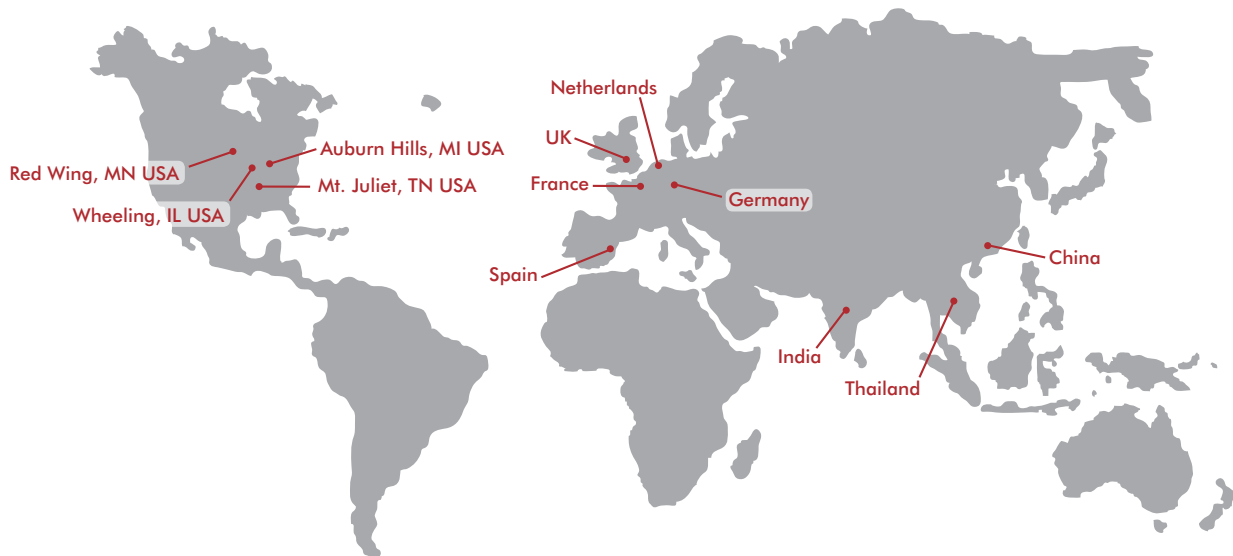 Netherlands
UK
Auburn Hills, MI USA
Red Wing, MN USA
France
Mt. Juliet, TN USA
Germany
Wheeling, IL USA
China
Spain
India
Thailand